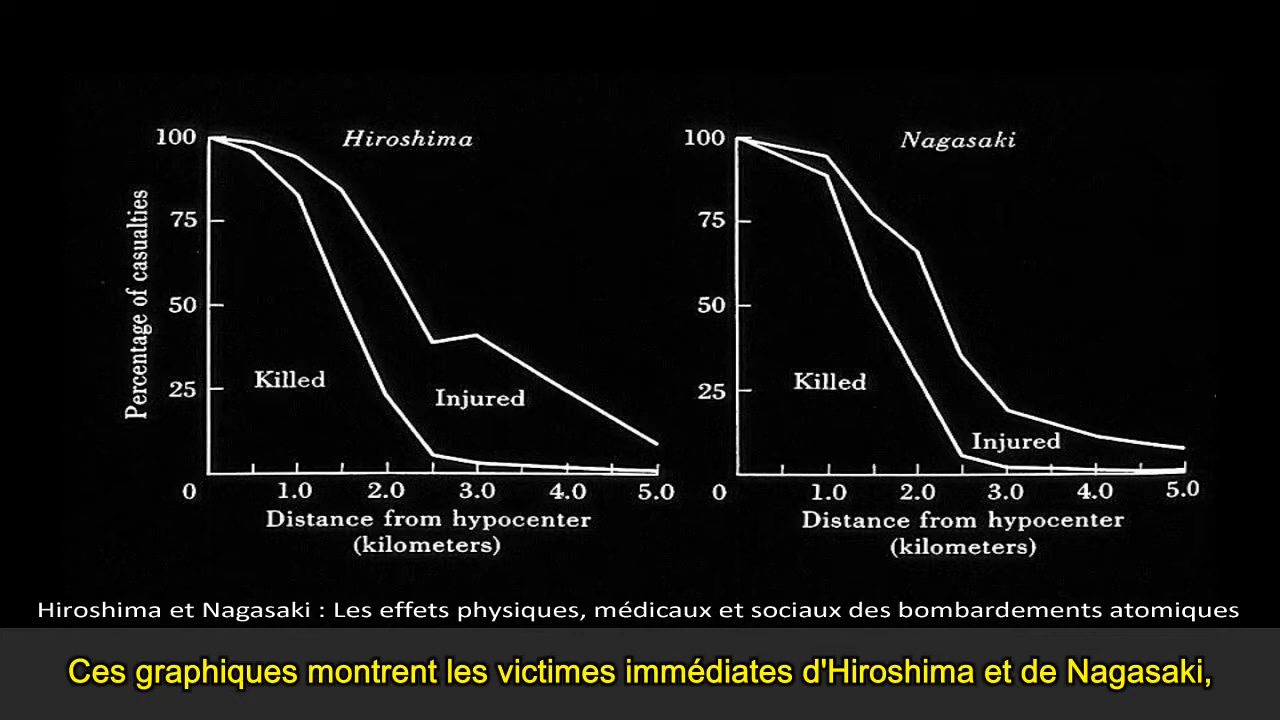 Hiroshima
Nagasaki
Percentage of casualties
100
75
50
25
0
1.0
2.0
3.0
4.0
5.0
Killed
Injured
Distance from hypocenter
(kilometers)
100
75
50
25
0
1.0
2.0
3.0
4.0
5.0
Killed
Injured
Distance from hypocenter
(kilometers)
Hiroshima et Nagasaki : Les effets physiques, médicaux et sociaux des bombardements atomiques
Ces graphiques montrent les victimes immédiates d'Hiroshima et de Nagasaki,